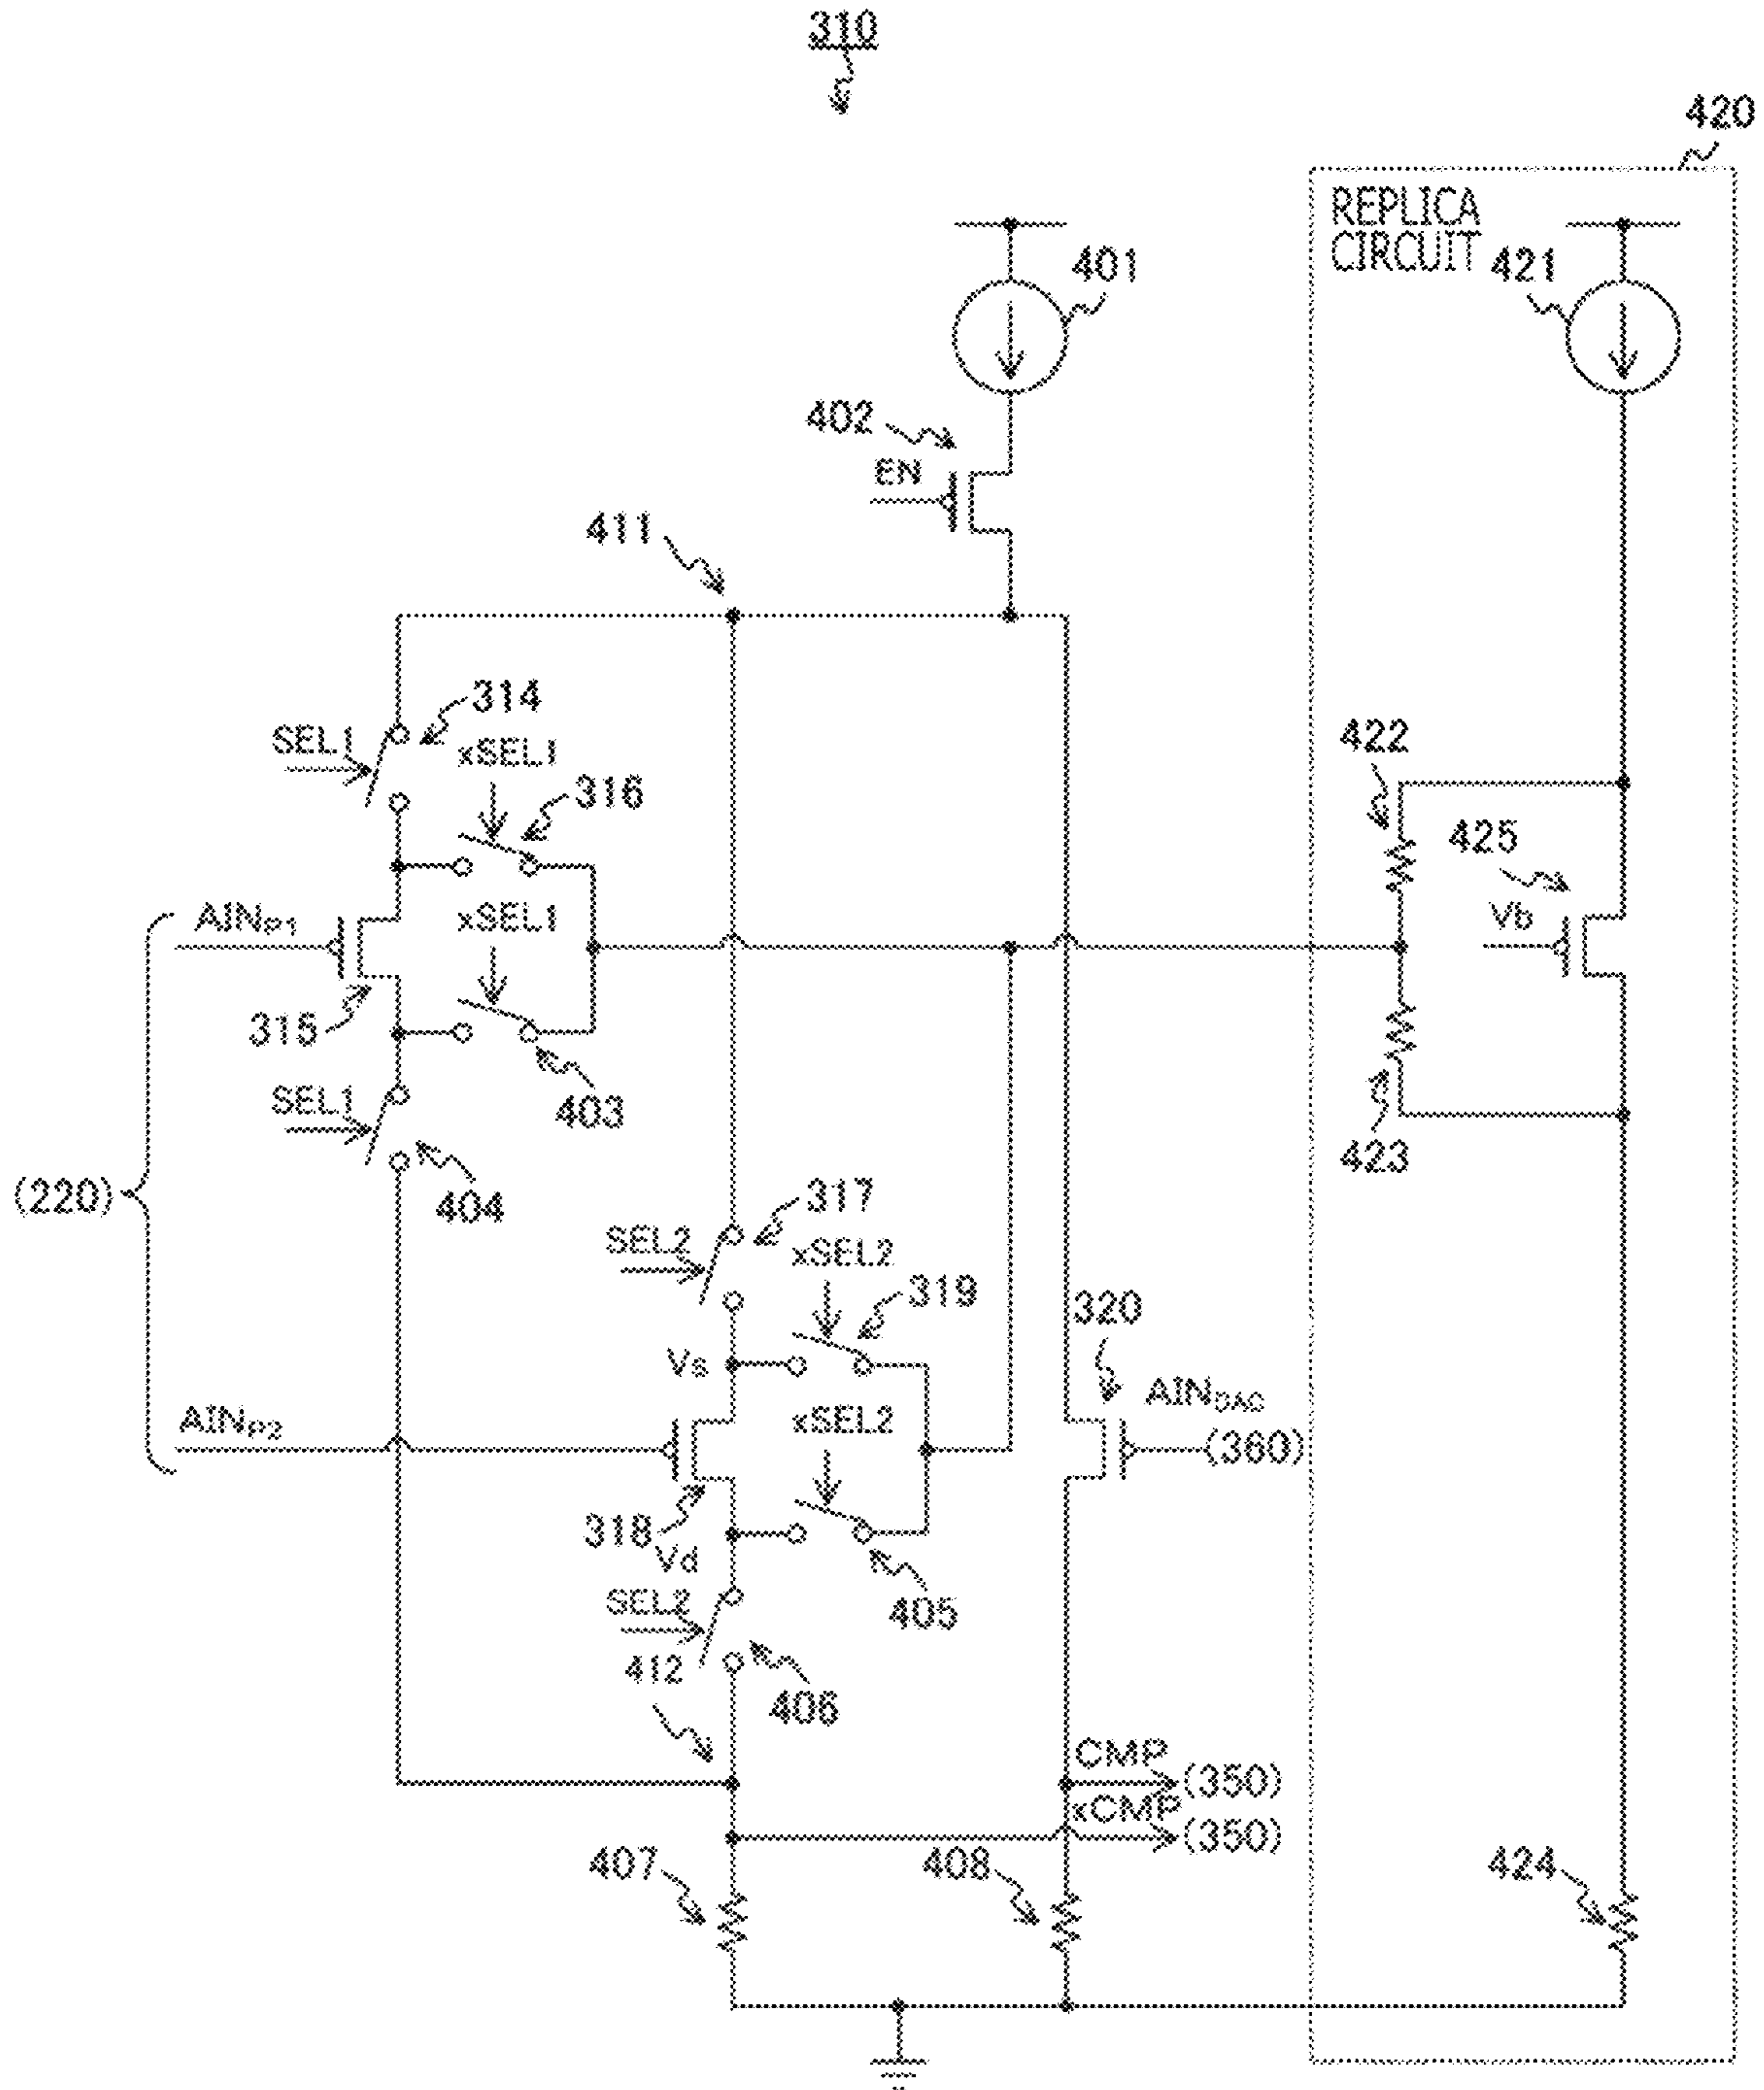 310
420
REPLICA
CIRCUIT
421
401
402
EN
411
314
SEL1
xSEL1
316
422
425
Vb
AINP1
xSEL1
315
SEL1
403
423
(220)
404
317
SEL2
xSEL2
319
320
Vs
AINDAC
AINP2
xSEL2
(360)
318
Vd
SEL2
405
412
406
CMP
(350)
xCMP
(350)
407
408
424